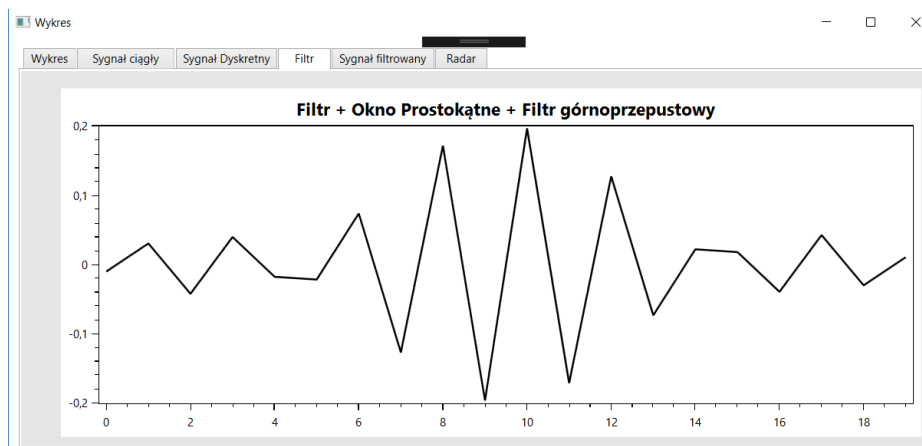 Wykres
Wykres Sygnał ciągły Sygnał Dyskretny Filtr Sygnał filtrowany Radar
Filtr + Okno Prostokątne + Filtr górnoprzepustowy
0,2
0,1
0
-0,1
-0,2
0 2 4 6 8 10 12 14 16 18